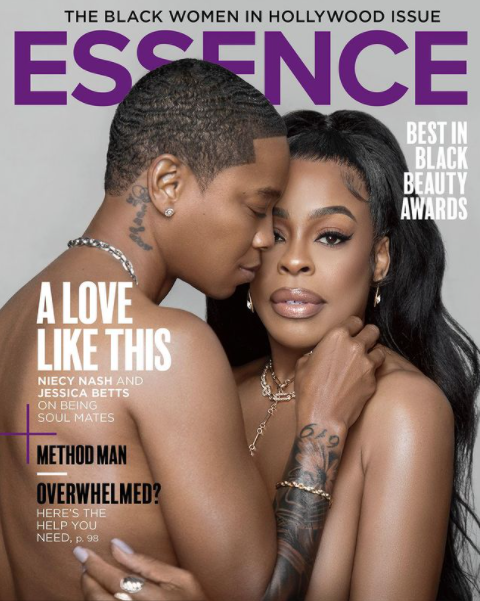 THE BLACK WOMEN IN HOLLYWOOD ISSUE
ESSENCE
BEST IN
BLACK
BEAUTY
AWARDS
A LOVE
LIKE THIS
NIECY NASH AND
JESSICA BETTS
ON BEING
SOUL MATES
METHOD MAN
OVERWHELMED?
HERE'S THE
HELP YOU
NEED, p. 98
619